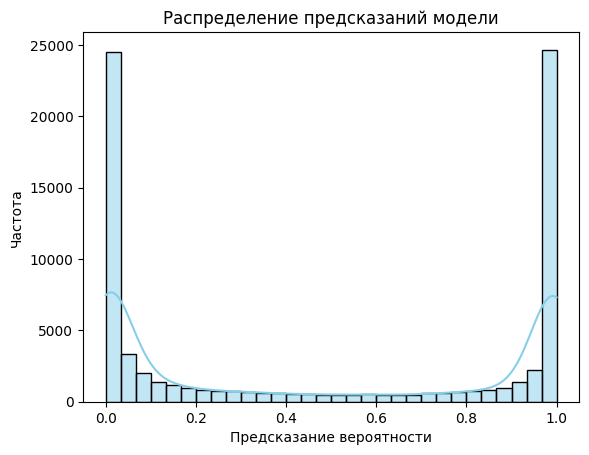 Распределение предсказаний модели
25000
20000
15000
10000
5000
0
Частота
0.0 0.2 0.4 0.6 0.8 1.0
Предсказание вероятности